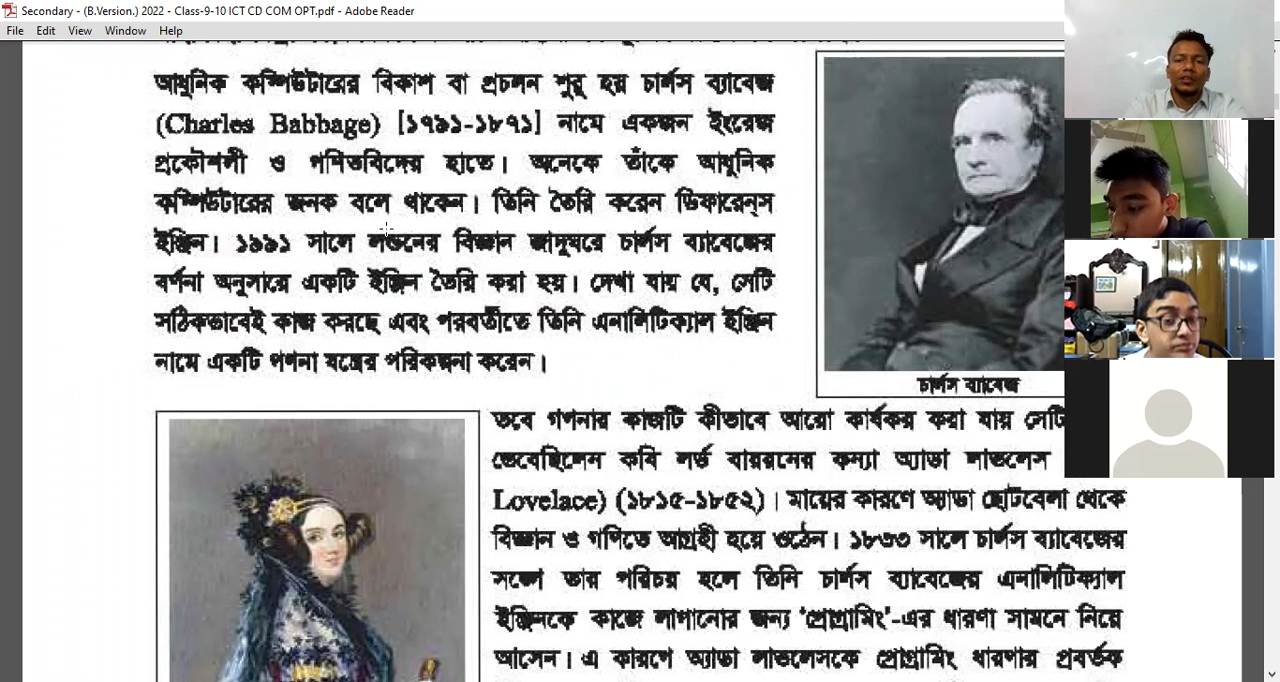 Secondary - (B.Version.) 2022 - Class-9-10 ICT CD COM OPT.pdf - Adobe Reader
File Edit View Window Help
আধুনিক কম্পিউটারের বিকাশ বা প্রচলন শুরু হয় চার্লস ব্যাবেজ
(Charles Babbage) [১৭৯১-১৮৭১] নামে একজন ইংরেজ
প্রকৌশলী ও গণিতবিদের হাতে। অনেকে তাঁকে আধুনিক
কম্পিউটারের জনক বলে থাকেন। তিনি তৈরি করেন ডিফারেন্স
ইঞ্জিন। ১৯৯১ সালে লন্ডনের বিজ্ঞান জাদুঘরে চার্লস ব্যাবেজের
বর্ণনা অনুসারে একটি ইঞ্জিন তৈরি করা হয়। দেখা যায় যে, সেটি
সঠিকভাবেই কাজ করছে এবং পরবর্তীতে তিনি এনালিটিক্যাল ইঞ্জিন
নামে একটি গণনা যন্ত্রের পরিকল্পনা করেন।
চার্লস ব্যাবেজ
তবে গণনার কাজটি কীভাবে আরো কার্যকর করা যায় সেটি
ভেবেছিলেন কবি লর্ড বায়রনের কন্যা অ্যাডা লাভলেস
Lovelace) (১৮১৫-১৮৫২)। মায়ের কারণে অ্যাডা ছোটবেলা থেকে
বিজ্ঞান ও গণিতে আগ্রহী হয়ে ওঠেন। ১৮৩৩ সালে চার্লস ব্যাবেজের
সঙ্গে তার পরিচয় হলে তিনি চার্লস ব্যাবেজের এনালিটিক্যাল
ইঞ্জিনকে কাজে লাগানোর জন্য ‘প্রোগ্রামিং’-এর ধারণা সামনে নিয়ে
আসেন। এ কারণে অ্যাডা লাভলেসকে প্রোগ্রামিং ধারণার প্রবর্তক